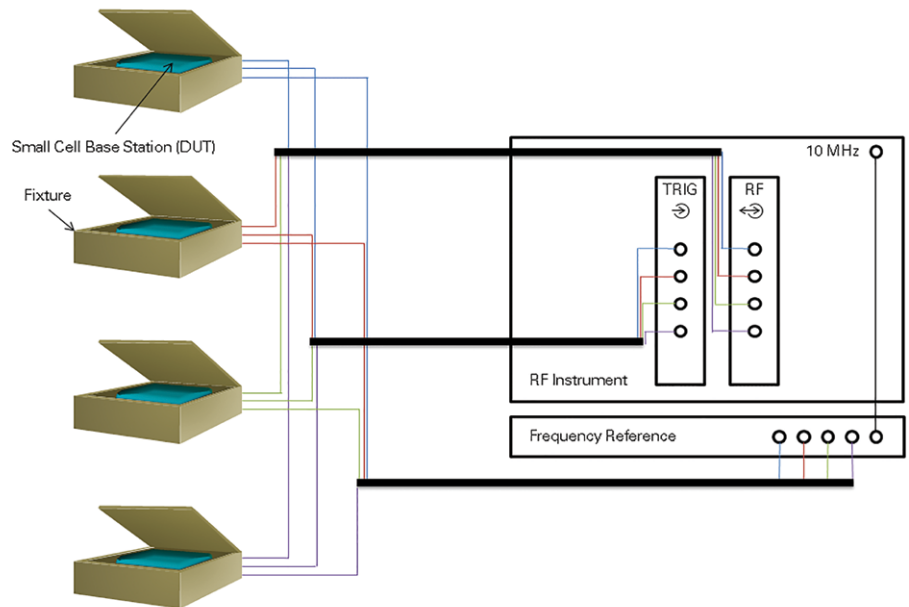 Small Cell Base Station (DUT)
Fixture
10 MHz
TRIG
RF
RF Instrument
Frequency Reference